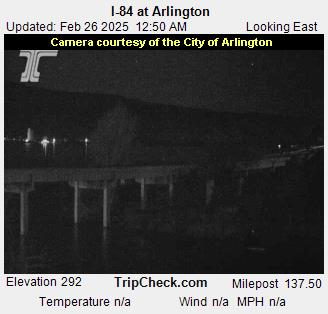 I-84 at Arlington
Updated: Feb 26 2025 12:50 AM Looking East
Camera courtesy of the City of Arlington
Elevation 292 TripCheck.com Milepost 137.50
Temperature n/a Wind n/a MPH n/a